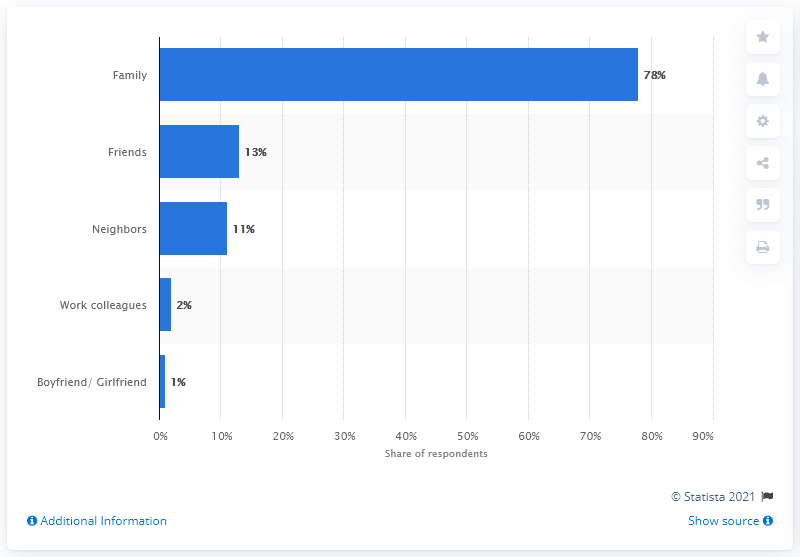 Family
78%
Friends
13%
Neighbors
11%
Work colleagues
2%
Boyfriend/ Girlfriend
1%
0% 10% 20% 30% 40% 50% 60% 70% 80% 90%
Share of respondents
© Statista 2021
Additional Information
Show source